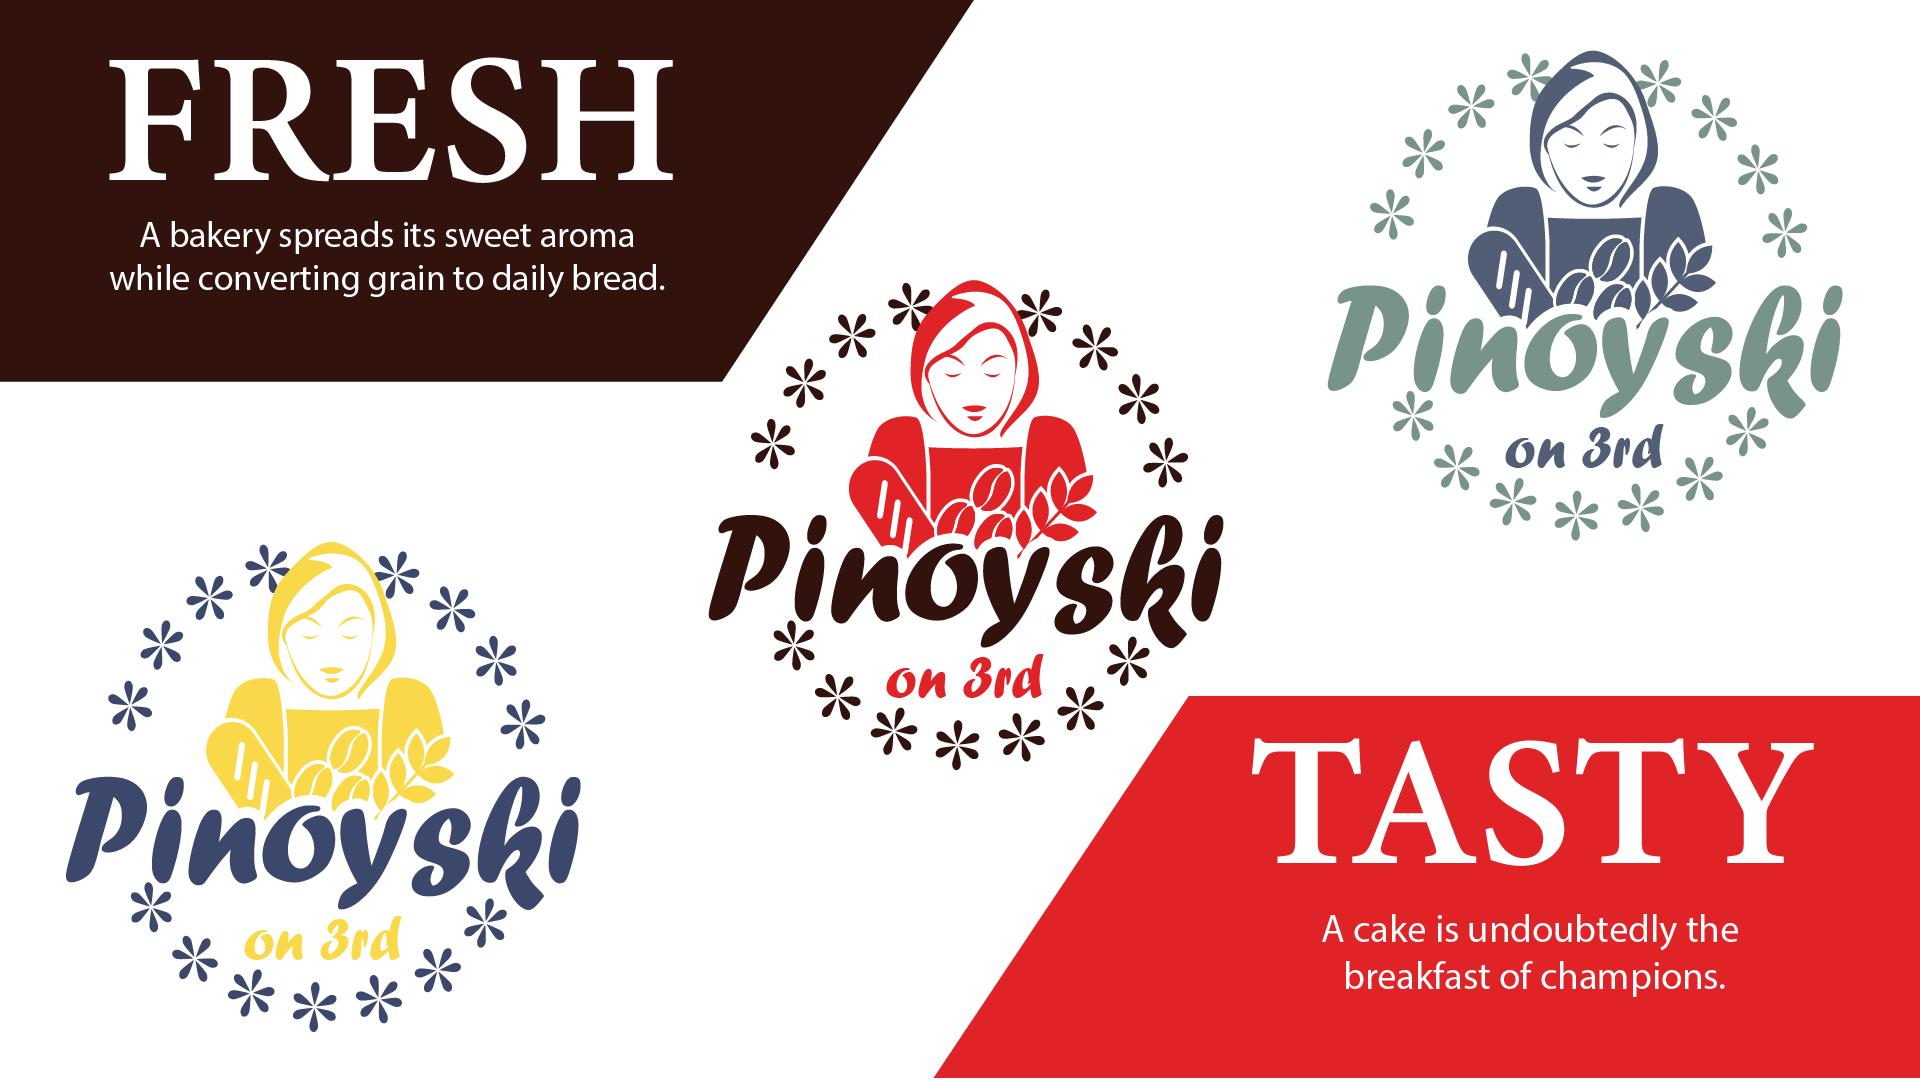 FRESH
A bakery spreads its sweet aroma
while converting grain to daily bread.
Pinoyski
on 3rd
Pinoyski
on 3rd
Pinoyski
on 3rd
TASTY
A cake is undoubtedly the
breakfast of champions.